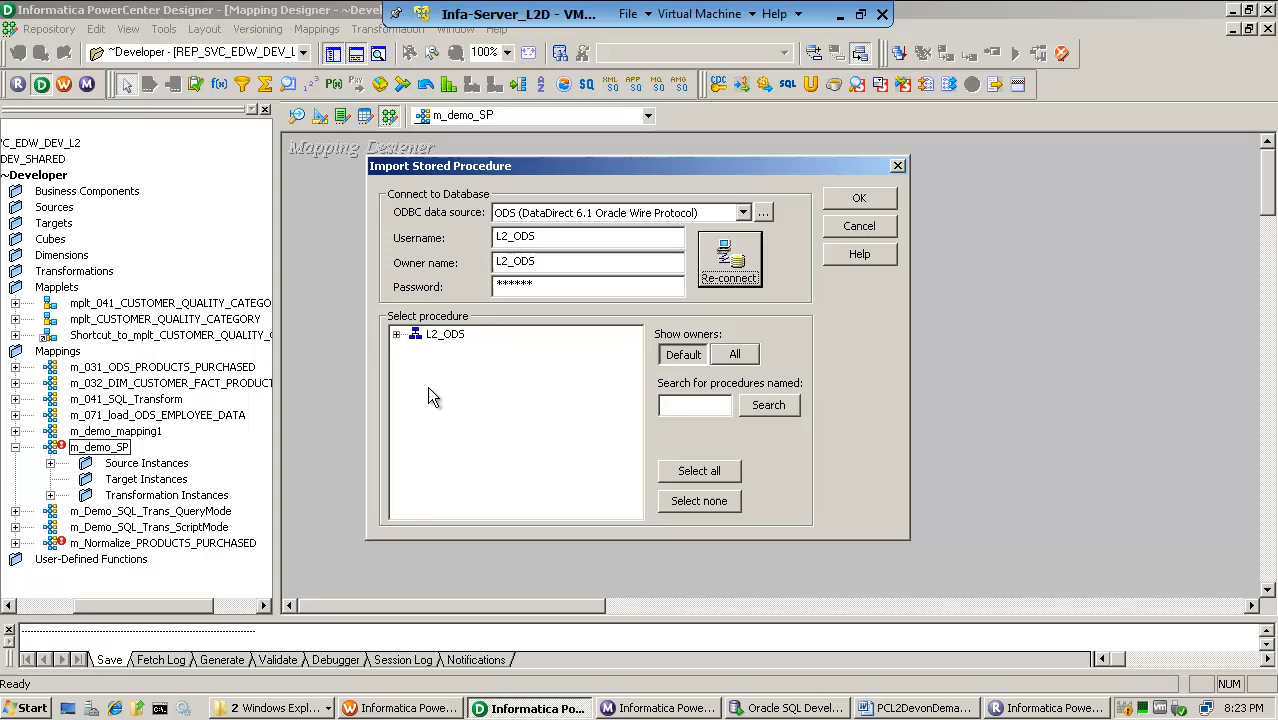 Informatica PowerCenter Designer - [Mapping Designer - ~Develo
Infa-Server_L2D - VM... File Virtual Machine Help
Repository Edit View Tools Layout Versioning Mappings Transformation Window Help
~Developer - [REP_SVC_EDW_DEV_L
100%
m_demo_SP
C_EDW_DEV_L2
DEV_SHARED
~Developer
Business Components
Sources
Targets
Cubes
Dimensions
Transformations
Mapplets
mplt_041_CUSTOMER_QUALITY_CATEGO
mplt_CUSTOMER_QUALITY_CATEGORY
Shortcut_to_mplt_CUSTOMER_QUALITY_
Mappings
m_031_ODS_PRODUCTS_PURCHASED
m_032_DIM_CUSTOMER_FACT_PRODUCT
m_041_SQL_Transform
m_071_load_ODS_EMPLOYEE_DATA
m_demo_mapping1
m_demo_SP
Source Instances
Target Instances
Transformation Instances
m_Demo_SQL_Trans_QueryMode
m_Demo_SQL_Trans_ScriptMode
m_Normalize_PRODUCTS_PURCHASED
User-Defined Functions
Mapping Designer
Import Stored Procedure
Connect to Database
ODBC data source: ODS (DataDirect 6.1 Oracle Wire Protocol) ...
Username: L2_ODS
Owner name: L2_ODS
Password: ******
Re-connect
OK
Cancel
Help
Select procedure
L2_ODS
Show owners:
Default All
Search for procedures named:
Search
Select all
Select none
Save Fetch Log Generate Validate Debugger Session Log Notifications
Ready
NUM
Start 2 Windows Expl... Informatica Powe... Informatica Po... Informatica Powe... Oracle SQL Devel... PCL2DevonDema... Informatica Powe... 8:23 PM